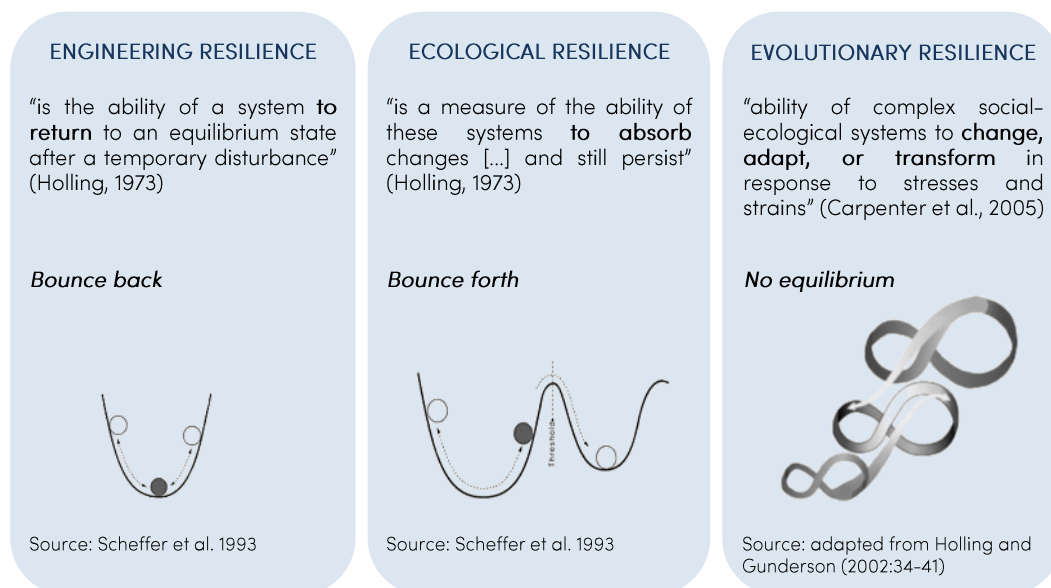 ENGINEERING RESILIENCE
"is the ability of a system to
return to an equilibrium state
after a temporary disturbance"
(Holling, 1973)
Bounce back
Source: Scheffer et al. 1993
ECOLOGICAL RESILIENCE
"is a measure of the ability of
these systems to absorb
changes [...] and still persist"
(Holling, 1973)
Bounce forth
Threshold
Source: Scheffer et al. 1993
EVOLUTIONARY RESILIENCE
"ability of complex social-
ecological systems to change,
adapt, or transform in
response to stresses and
strains" (Carpenter et al., 2005)
No equilibrium
Source: adapted from Holling and
Gunderson (2002:34-41)